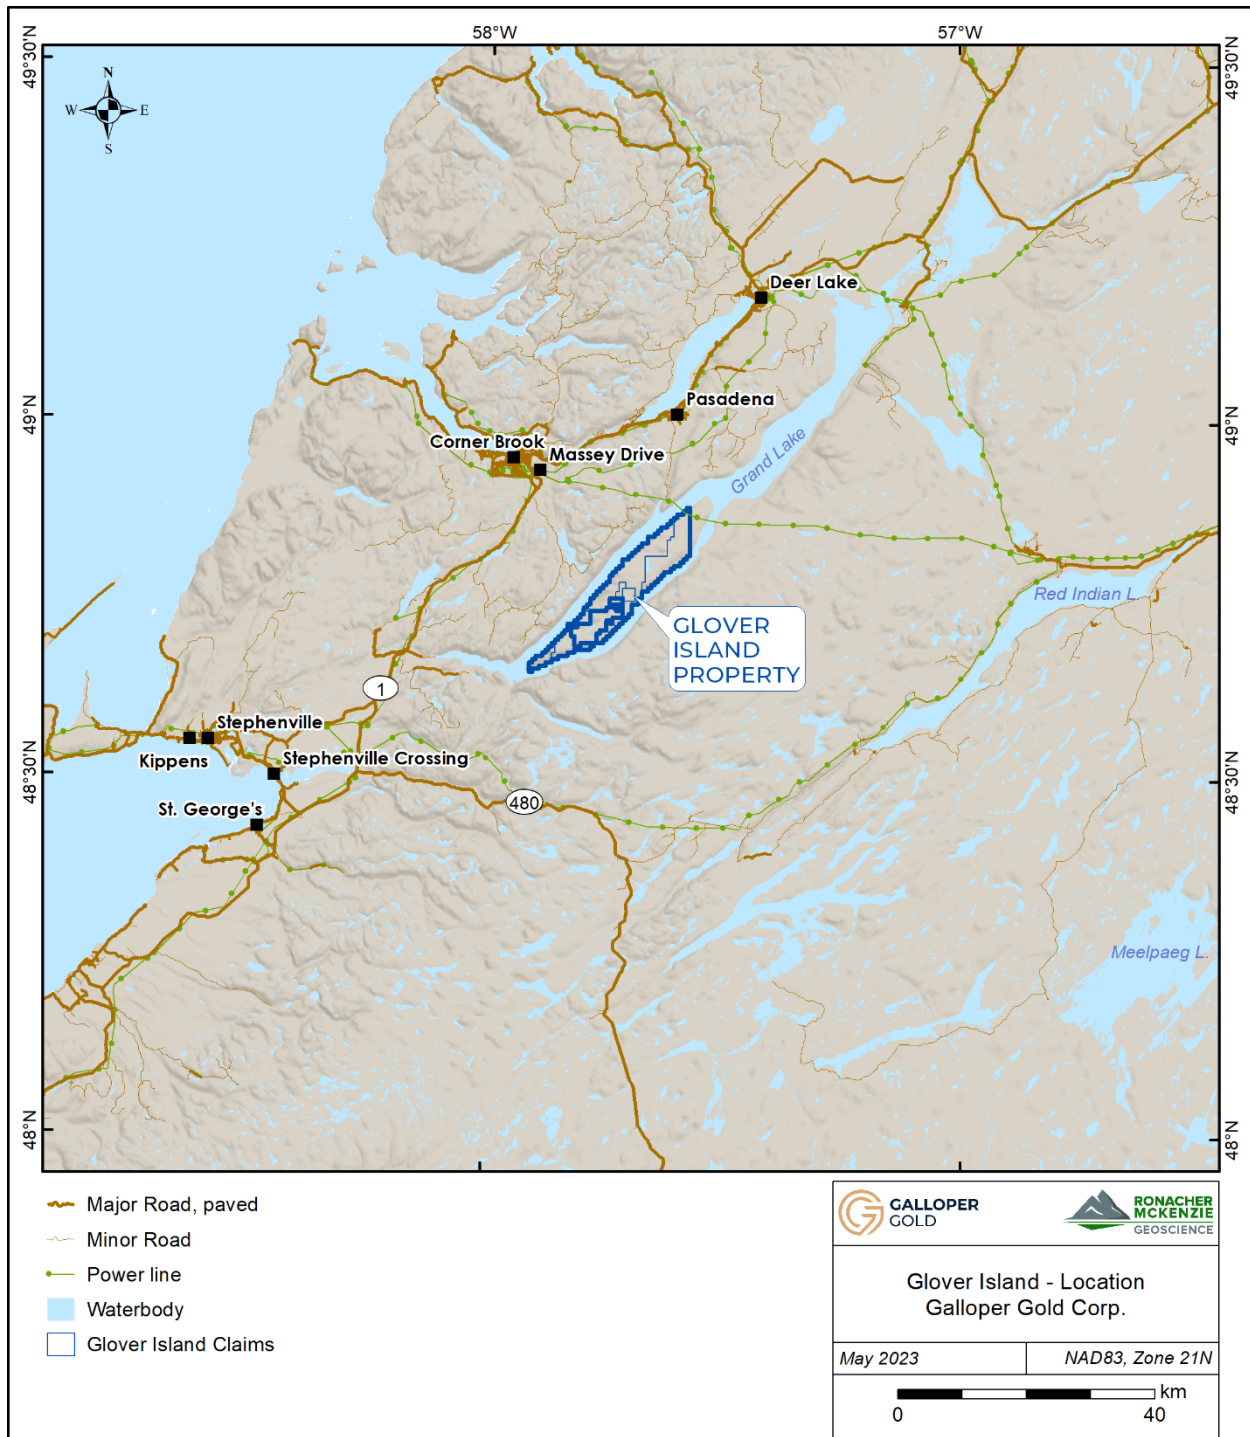 58°W
57°W
49°30'N
49°30'N
N
W
E
S
Deer Lake
Pasadena
49°N
49°N
Corner Brook
Massey Drive
Grand Lake
Red Indian L.
GLOVER
ISLAND
PROPERTY
1
Stephenville
Kippens
Stephenville Crossing
48°30'N
48°30'N
480
St. George's
Meelpaeg L.
48°N
48°N
Major Road, paved
Minor Road
Power line
Waterbody
Glover Island Claims
GALLOPER
GOLD
RONACHER
MCKENZIE
GEOSCIENCE
Glover Island - Location
Galloper Gold Corp.
May 2023
NAD83, Zone 21N
km
0
40